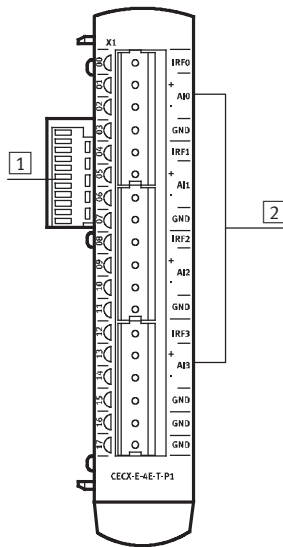 X1
00 IRF0
01 +
AI0
02 -
03 GND
04 IRF1
05 +
AI1
06 -
07 GND
08 IRF2
09 +
AI2
10 -
11 GND
12 IRF3
13 +
AI3
14 -
15 GND
16 GND
17 GND
1
2
CECX-E-4E-T-P1